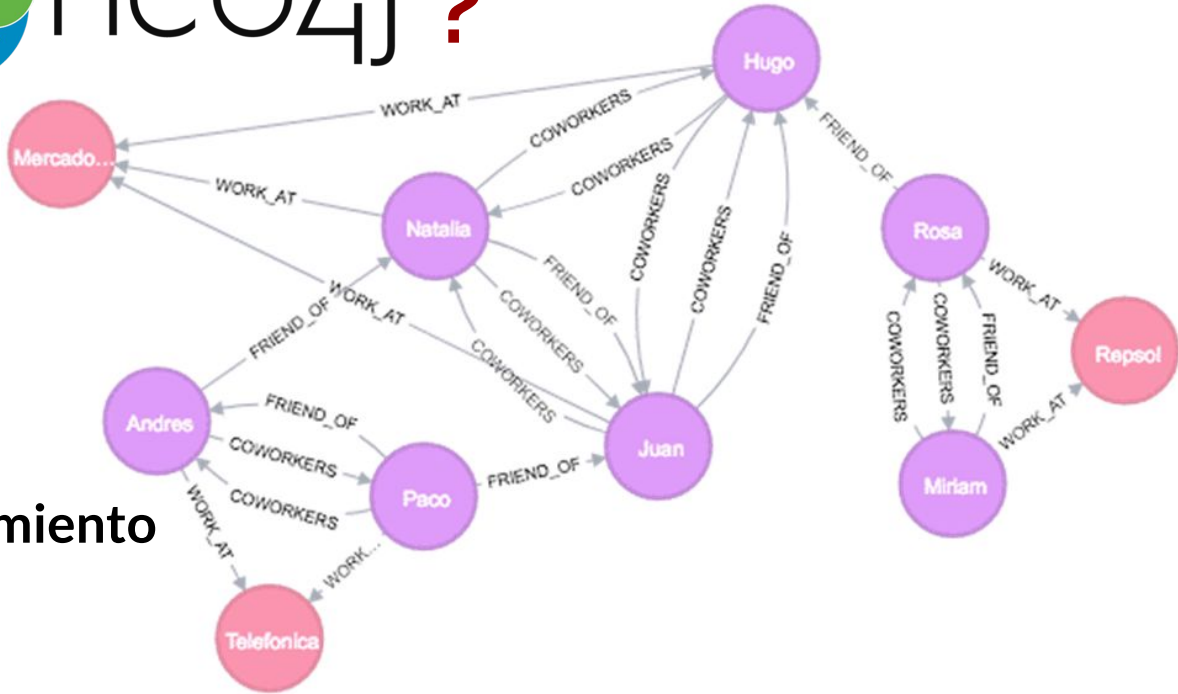 neo4j ?
Hugo
WORK_AT
COWORKERS
FRIEND_OF
Mercado...
COWORKERS
WORK_AT
Natalia
COWORKERS
COWORKERS
FRIEND_OF
Rosa
FRIEND_OF
WORK_AT
WORK_AT
FRIEND_OF
COWORKERS
COWORKERS
COWORKERS
COWORKERS
FRIEND_OF
Repsol
FRIEND_OF
Andres
COWORKERS
FRIEND_OF
Juan
WORK_AT
Paco
COWORKERS
Miriam
miento
WORK_AT
WORK...
Telefonica